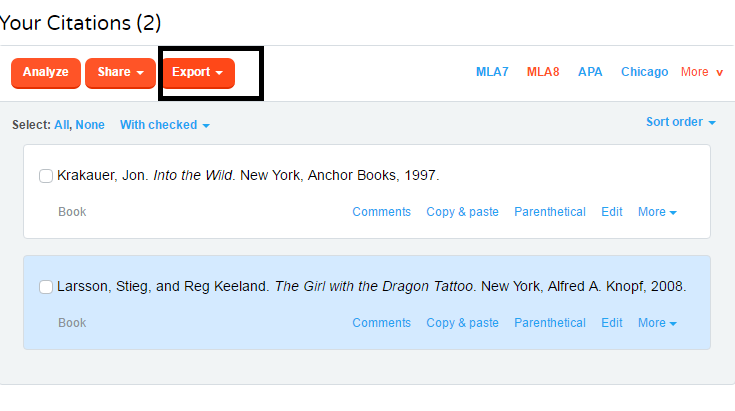 Your Citations (2)
Analyze Share Export MLA7 MLA8 APA Chicago More v
Select: All, None With checked Sort order
Krakauer, Jon. Into the Wild. New York, Anchor Books, 1997.
Book Comments Copy & paste Parenthetical Edit More
Larsson, Stieg, and Reg Keeland. The Girl with the Dragon Tattoo. New York, Alfred A. Knopf, 2008.
Book Comments Copy & paste Parenthetical Edit More